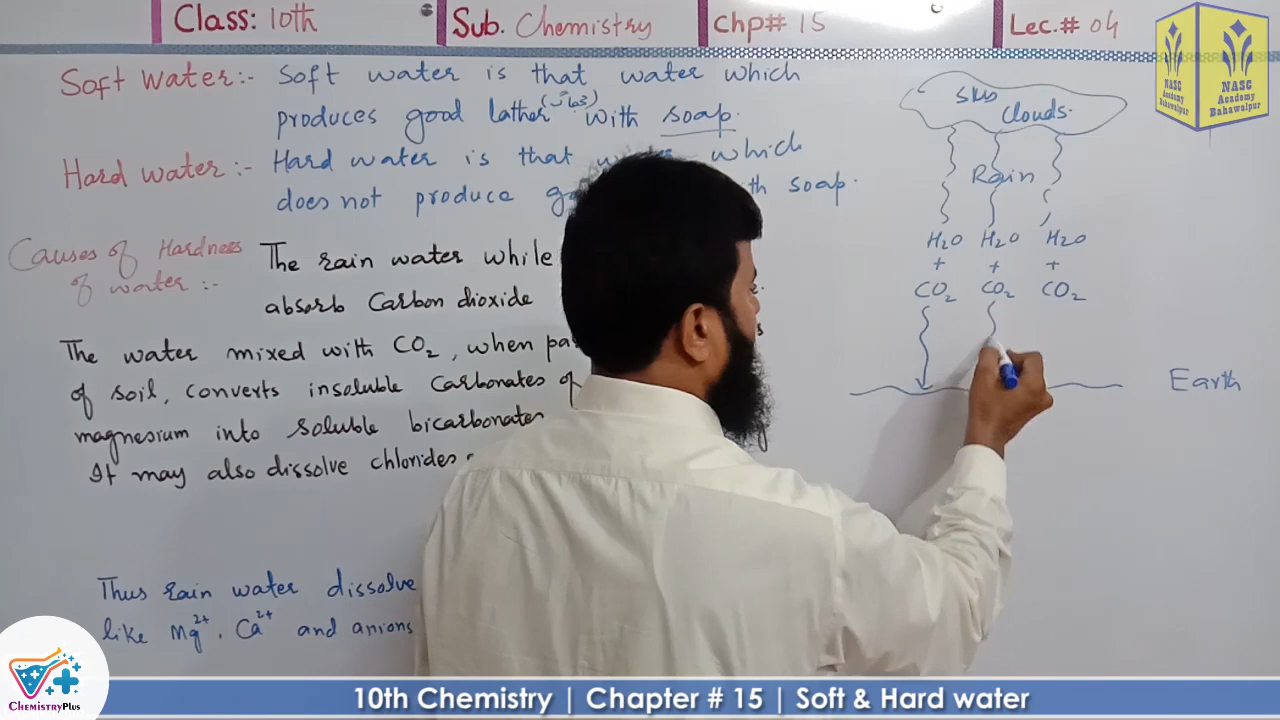 Class: 10th
Sub. Chemistry
Chp# 15
Lec.# 04
NASC
Academy
Bahawalpur
NASC
Academy
Bahawalpur
Soft Water:- Soft water is that water which
produces good lather with soap.
Hard water:- Hard water is that which
does not produce soap.
Causes of Hardness
of water:-
The rain water while
absorb Carbon dioxide
The water mixed with CO₂, when
of soil, converts insoluble Carbonates of
magnesium into soluble bicarbonates
It may also dissolve chlorides
Thus rain water dissolve
like Mg²⁺, Ca²⁺ and anions
clouds.
Rain
H₂O H₂O H₂O
+ + +
CO₂ CO₂ CO₂
Earth
ChemistryPlus
10th Chemistry | Chapter # 15 | Soft & Hard water